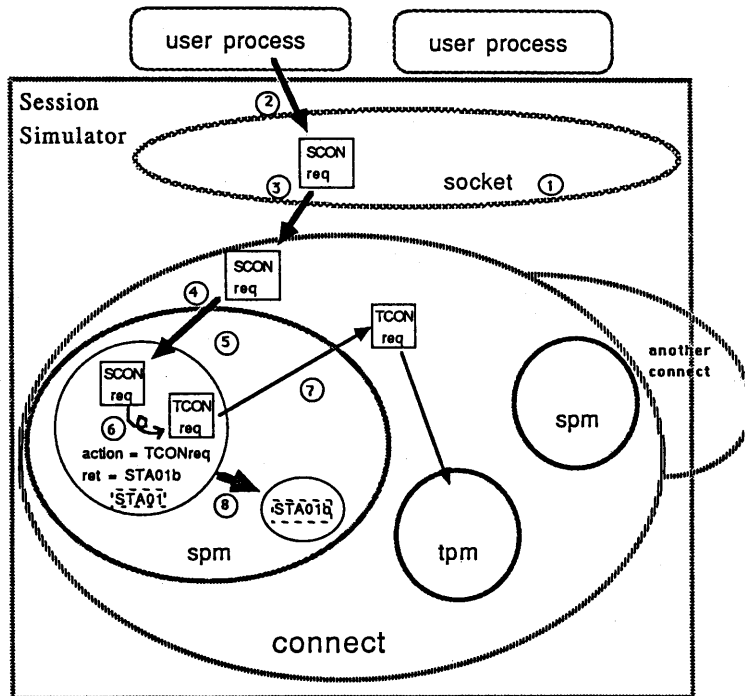 user process
user process
Session
Simulator
②
SCON
req
③
socket ①
SCON
req
④
TCON
req
⑤
another
connect
SCON
req
TCON
req
⑦
spm
⑥
action = TCONreq
ret = STA01b
STA01
⑧
STA01b
spm
tpm
connect